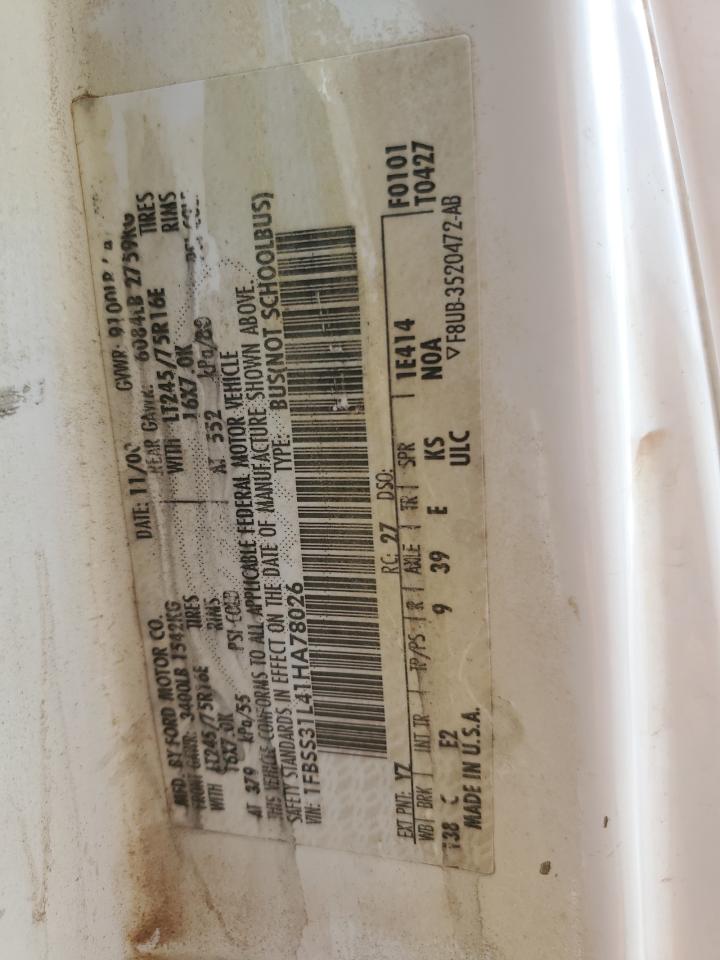 MFD. BY FORD MOTOR CO. DATE: 11/00 GVWR: 9100LB
FRONT GAWR: 3400LB 1542KG REAR GAWR: 6084LB 2759KG
WITH LT245/75R16E TIRES WITH LT245/75R16E TIRES
16X7.0K RIMS 16X7.0K RIMS
AT 379 kPa/55 PSI COLD AT 552 kPa/80 PSI COLD
THIS VEHICLE CONFORMS TO ALL APPLICABLE FEDERAL MOTOR VEHICLE
SAFETY STANDARDS IN EFFECT ON THE DATE OF MANUFACTURE SHOWN ABOVE.
VIN: 1FBSS31L41HA78026 TYPE: BUS(NOT SCHOOLBUS)
EXT PNT: YZ RC: 27 DSO: F0101
WB BRK INT TR TP/PS R AXLE TR SPR 1E414 T0427
138 C E2 9 39 E KS NOA
MADE IN U.S.A. ULC ▽F8UB-3520472-AB